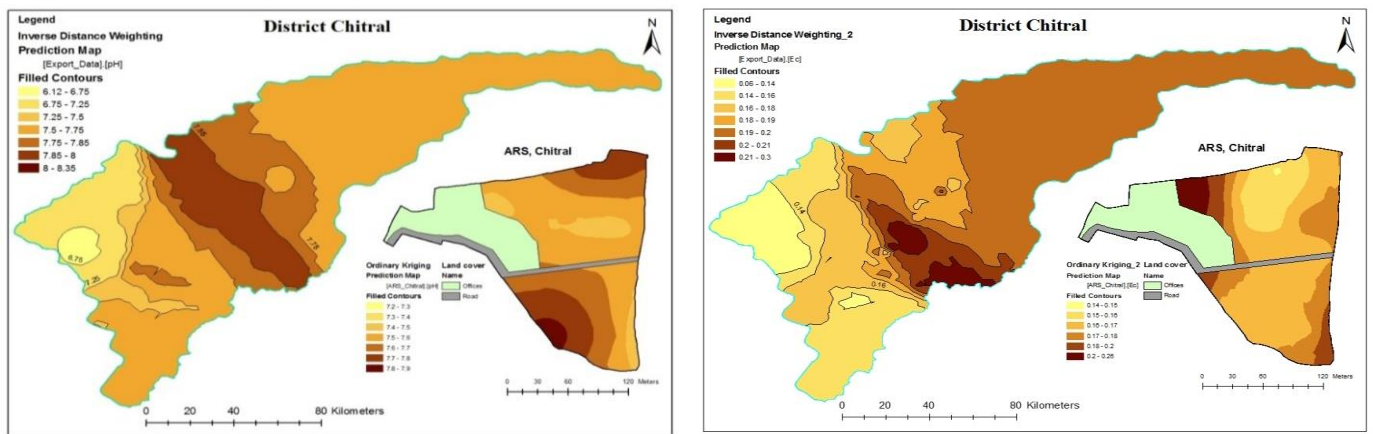 Legend
Inverse Distance Weighting
Prediction Map
[Export_Data].[pH]
Filled Contours
6.12 - 6.75
6.75 - 7.25
7.25 - 7.5
7.5 - 7.75
7.75 - 7.85
7.85 - 8
8 - 8.35
District Chitral
N
7.85
7.75
6.75
7.25
ARS, Chitral
Ordinary Kriging
Prediction Map
[ARS_Chitral].[pH]
Filled Contours
7.2 - 7.3
7.3 - 7.4
7.4 - 7.5
7.5 - 7.6
7.6 - 7.7
7.7 - 7.8
7.8 - 7.9
Land cover
Name
Offices
Road
0 30 60 120 Meters
0 20 40 80 Kilometers
Legend
Inverse Distance Weighting_2
Prediction Map
[Export_Data].[Ec]
Filled Contours
0.06 - 0.14
0.14 - 0.16
0.16 - 0.18
0.18 - 0.19
0.19 - 0.2
0.2 - 0.21
0.21 - 0.3
District Chitral
N
0.14
0.16
ARS, Chitral
Ordinary Kriging_2
Prediction Map
[ARS_Chitral].[Ec]
Filled Contours
0.14 - 0.15
0.15 - 0.16
0.16 - 0.17
0.17 - 0.18
0.18 - 0.2
0.2 - 0.26
Land cover
Name
Offices
Road
0 30 60 120 Meters
0 20 40 80 Kilometers